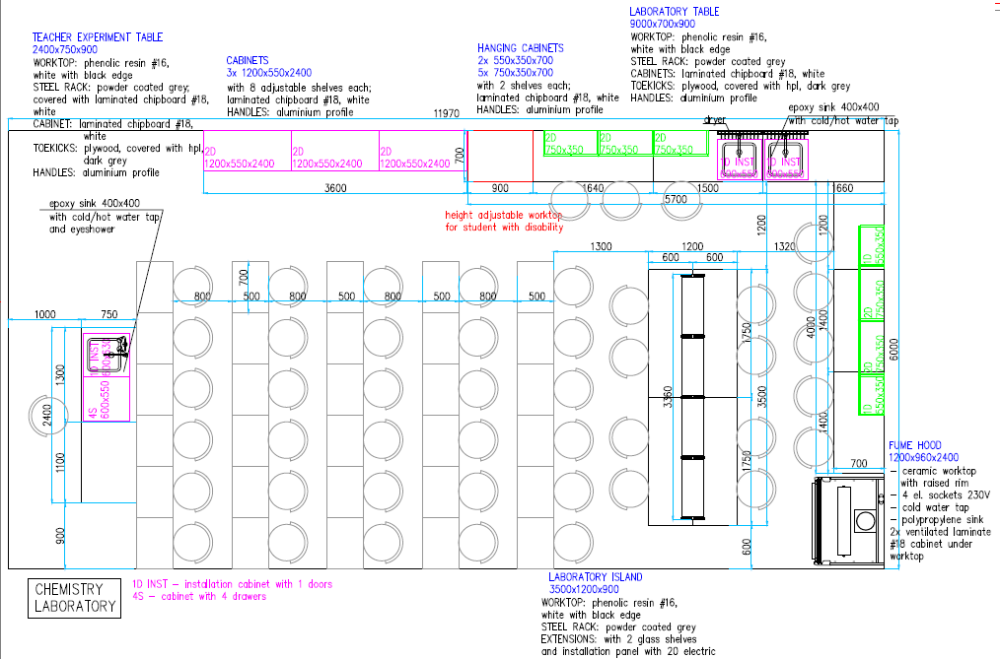 TEACHER EXPERIMENT TABLE
2400x750x900
WORKTOP: phenolic resin #16,
white with black edge
STEEL RACK: powder coated grey;
covered with laminated chipboard #18,
white
CABINET: laminated chipboard #18,
white
TOEKICKS: plywood, covered with hpl,
dark grey
HANDLES: aluminium profile
CABINETS
3x 1200x550x2400
with 8 adjustable shelves each;
laminated chipboard #18, white
HANDLES: aluminium profile
HANGING CABINETS
2x 550x350x700
5x 750x350x700
with 2 shelves each;
laminated chipboard #18, white
HANDLES: aluminium profile
LABORATORY TABLE
9000x700x900
WORKTOP: phenolic resin #16,
white with black edge
STEEL RACK: powder coated grey
CABINETS: laminated chipboard #18, white
TOEKICKS: plywood, covered with hpl, dark grey
HANDLES: aluminium profile
11970
dryer
epoxy sink 400x400
with cold/hot water tap
2D
1200x550x2400
2D
1200x550x2400
2D
1200x550x2400
700
2D
750x350
2D
750x350
2D
750x350
1D INST
600x550
1D INST
600x550
3600
900
1640
1500
1660
5700
height adjustable worktop
for student with disability
epoxy sink 400x400
with cold/hot water tap
and eyeshower
1200
1200
1D
550x350
2D
750x350
2D
750x350
1D
550x350
1300
1200
1320
600
600
700
800
500
800
500
800
500
800
500
1000
750
1D INST
600x530
4S
600x550
1300
2400
1100
900
3360
1750
3500
1750
600
4000
1400
1400
6000
700
FUME HOOD
1200x960x2400
- ceramic worktop
with raised rim
- 4 el. sockets 230V
- cold water tap
- polypropylene sink
2x ventilated laminate
#18 cabinet under
worktop
CHEMISTRY
LABORATORY
1D INST - installation cabinet with 1 doors
4S - cabinet with 4 drawers
LABORATORY ISLAND
3500x1200x900
WORKTOP: phenolic resin #16,
white with black edge
STEEL RACK: powder coated grey
EXTENSIONS: with 2 glass shelves
and installation panel with 20 electric